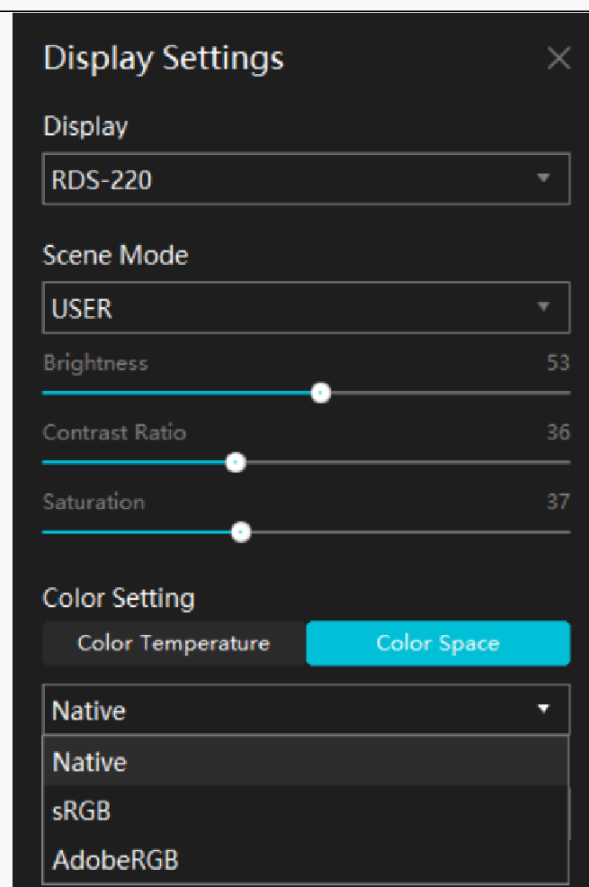 Display Settings
Display
RDS-220
Scene Mode
USER
Brightness 53
Contrast Ratio 36
Saturation 37
Color Setting
Color Temperature Color Space
Native
Native
sRGB
AdobeRGB